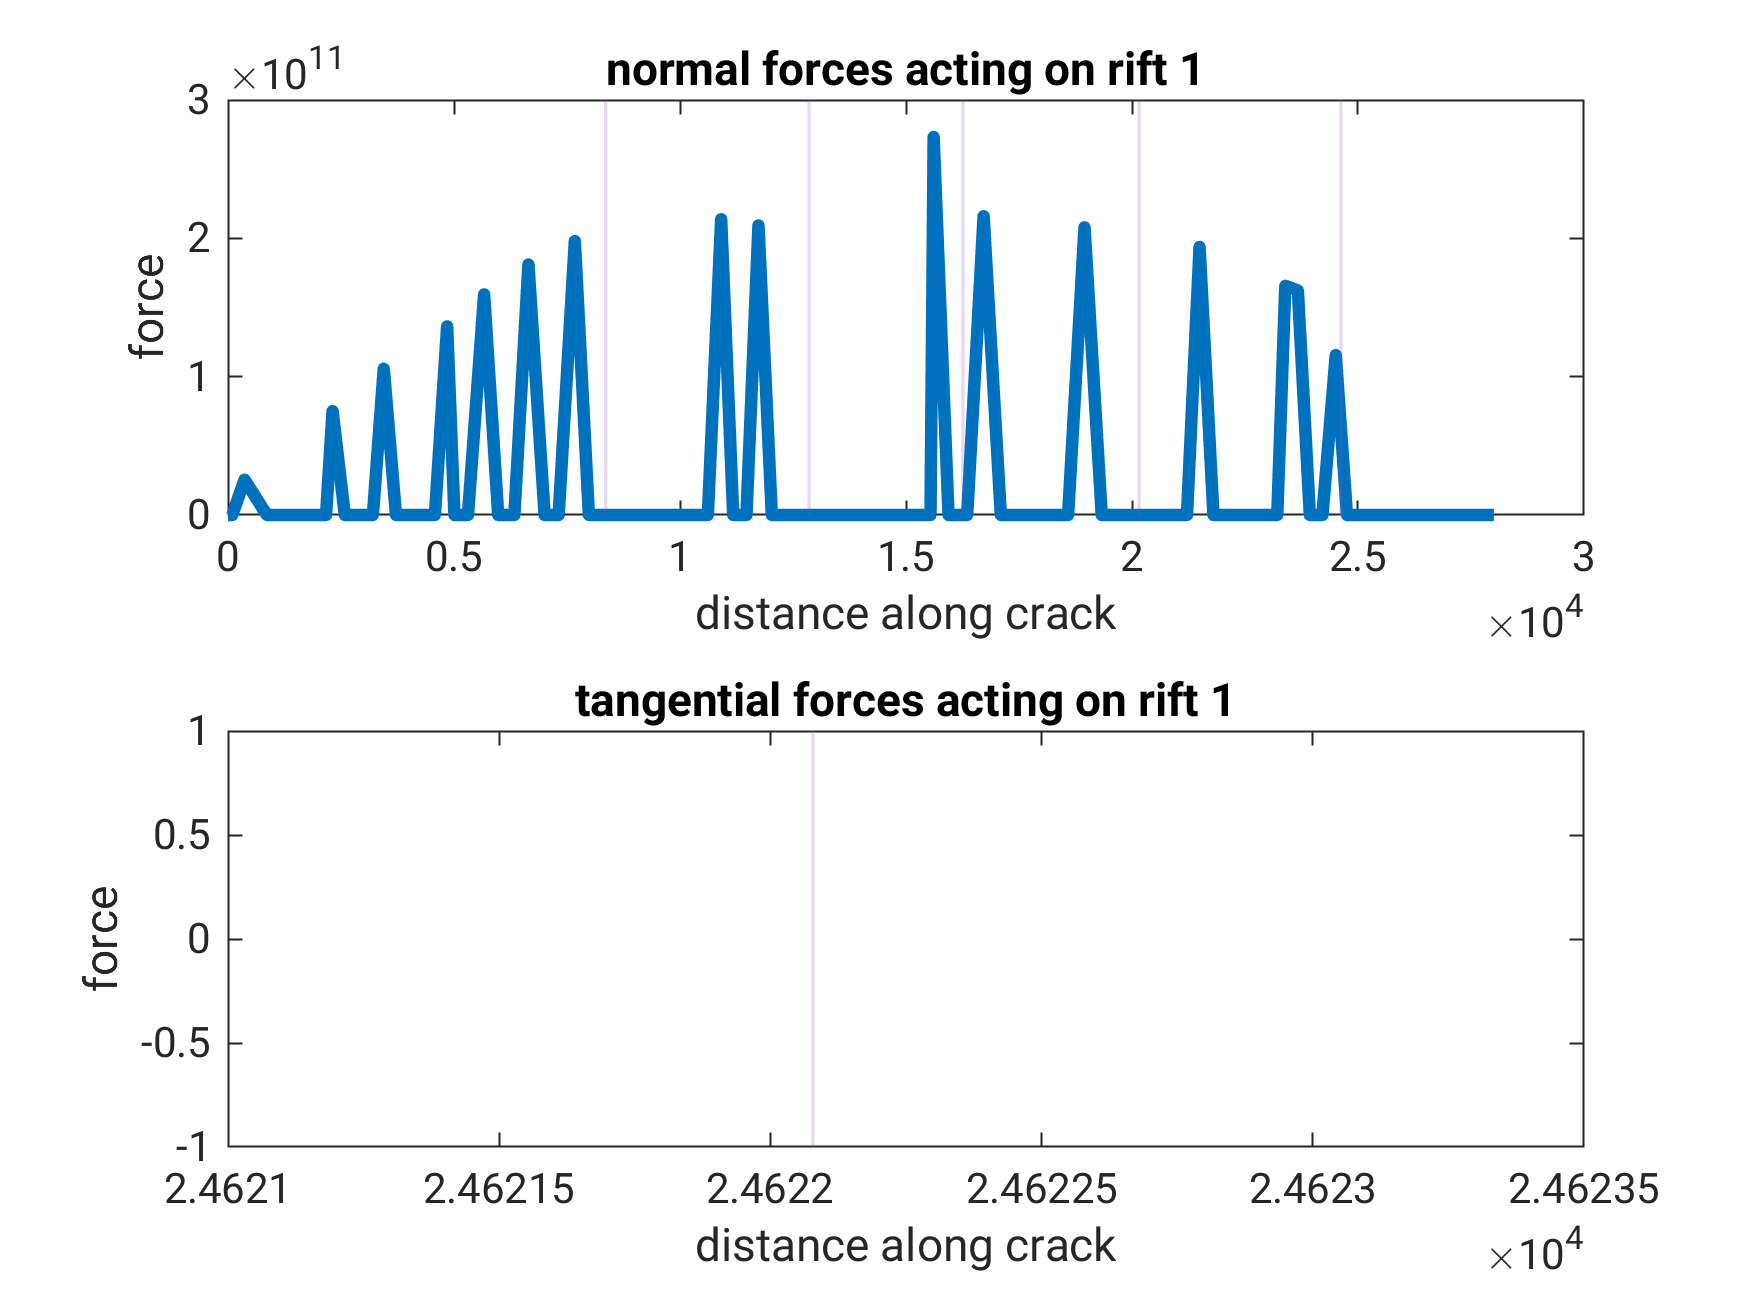 ×10^11
normal forces acting on rift 1
3
2
1
0
force
0 0.5 1 1.5 2 2.5 3
distance along crack
×10^4
tangential forces acting on rift 1
1
0.5
0
-0.5
-1
force
2.4621 2.46215 2.4622 2.46225 2.4623 2.46235
distance along crack
×10^4